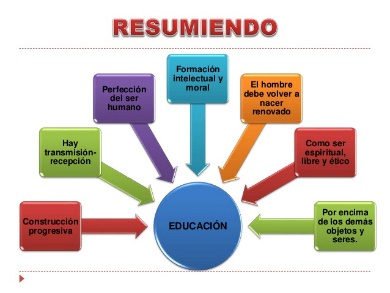 RESUMIENDO
Formación
intelectual y
moral
Perfección
del ser
humano
El hombre
debe volver a
nacer
renovado
Hay
transmisión-
recepción
Como ser
espiritual,
libre y ético
Construcción
progresiva
EDUCACIÓN
Por encima
de los demás
objetos y
seres.